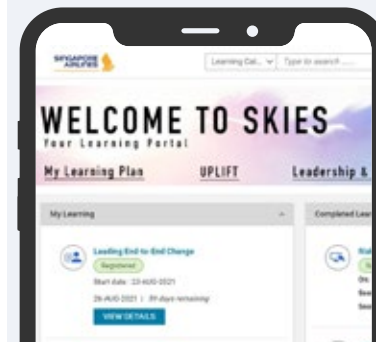 SINGAPORE
AIRLINES
Learning Cat... Type to search ......
WELCOME TO SKIES
Your Learning Portal
My Learning Plan UPLIFT Leadership &
My Learning Completed Lear
Leading End-to-End Change
Registered
Start date : 23-AUG-2021
26-AUG-2021 | 39 days remaining
VIEW DETAILS